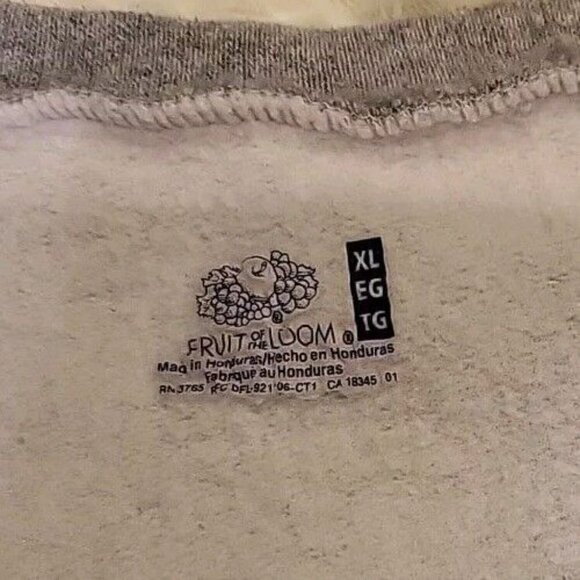 XL
EG
TG
FRUIT OF THE LOOM ®
Made in Honduras/Hecho en Honduras
Fabriqué au Honduras
RN 3765 RFC DFL-921 06-CT1 CA 18345 01